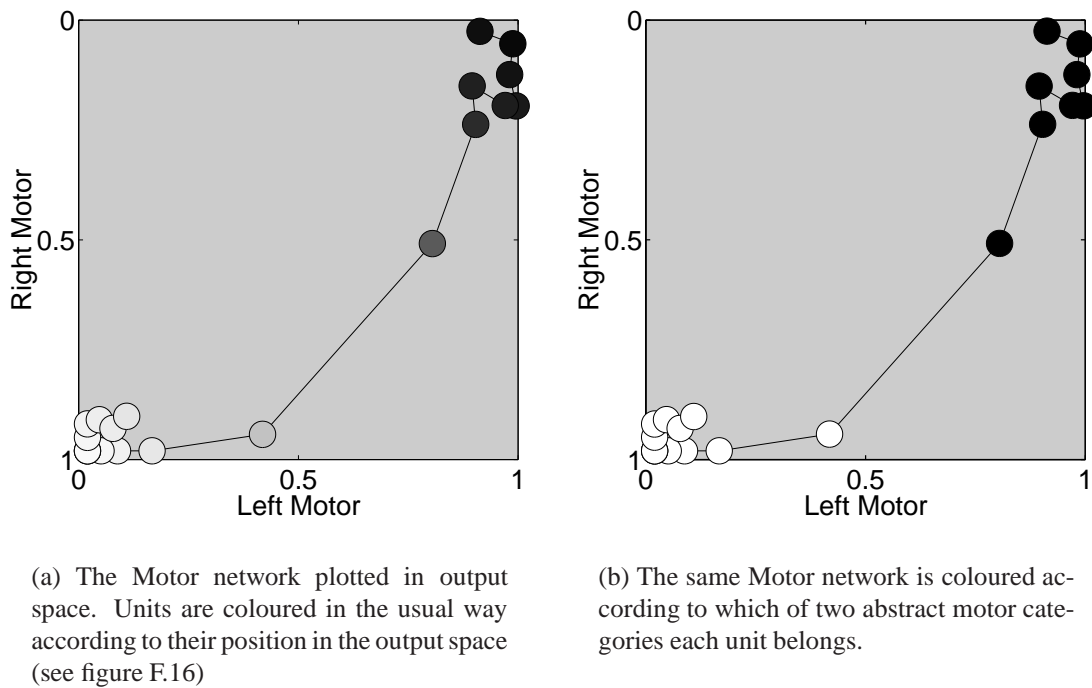 0
0.5
1
Right Motor
0
0.5
1
Left Motor
0
0.5
1
Right Motor
0
0.5
1
Left Motor
(a) The Motor network plotted in output
space. Units are coloured in the usual way
according to their position in the output space
(see figure F.16)
(b) The same Motor network is coloured ac-
cording to which of two abstract motor cate-
gories each unit belongs.